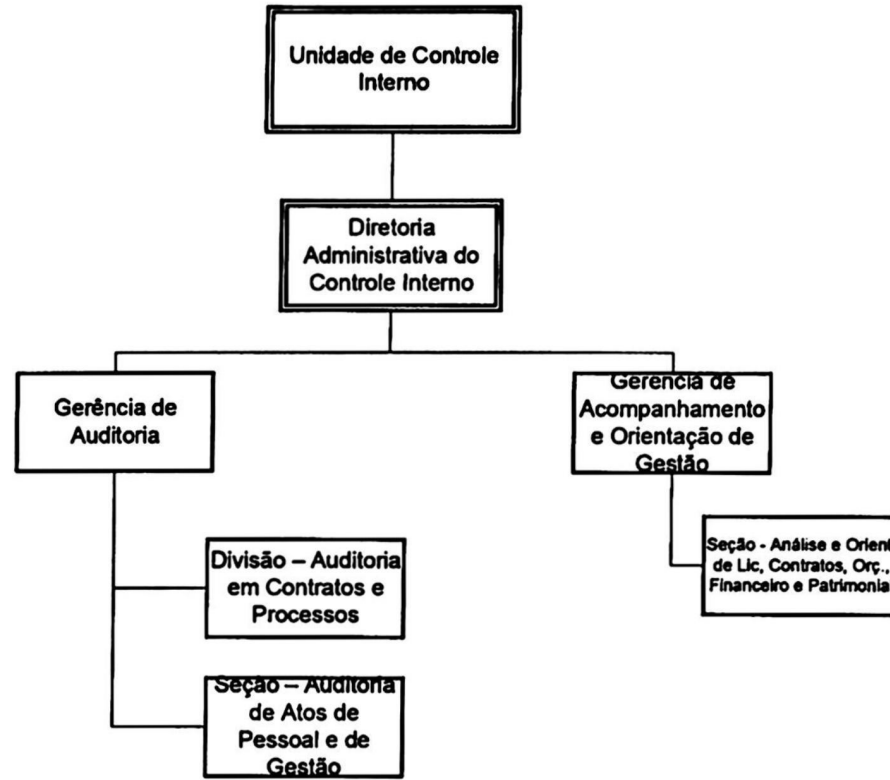 Unidade de Controle
Interno
Diretoria
Administrativa do
Controle Interno
Gerência de
Auditoria
Gerência de
Acompanhamento
e Orientação de
Gestão
Divisão – Auditoria
em Contratos e
Processos
Seção - Análise e Orient
de Lic, Contratos, Orç.,
Financeiro e Patrimonia
Seção – Auditoria
de Atos de
Pessoal e de
Gestão